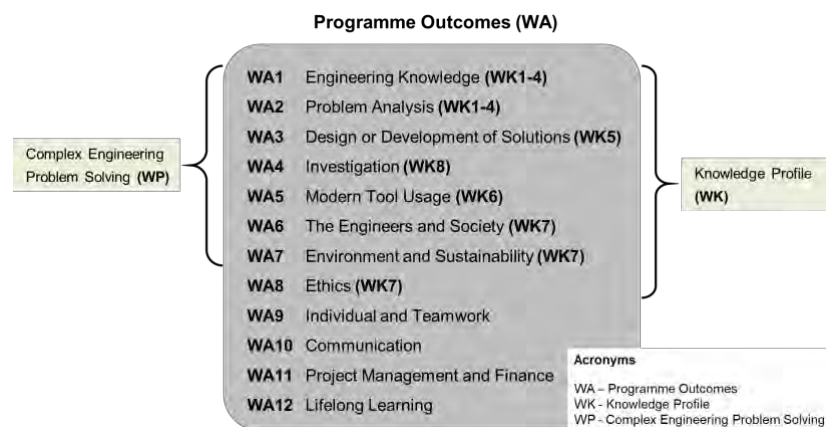 Programme Outcomes (WA)
WA1 Engineering Knowledge (WK1-4)
WA2 Problem Analysis (WK1-4)
WA3 Design or Development of Solutions (WK5)
WA4 Investigation (WK8)
WA5 Modern Tool Usage (WK6)
WA6 The Engineers and Society (WK7)
WA7 Environment and Sustainability (WK7)
WA8 Ethics (WK7)
WA9 Individual and Teamwork
WA10 Communication
WA11 Project Management and Finance
WA12 Lifelong Learning
Complex Engineering
Problem Solving (WP)
Knowledge Profile
(WK)
Acronyms
WA – Programme Outcomes
WK - Knowledge Profile
WP - Complex Engineering Problem Solving